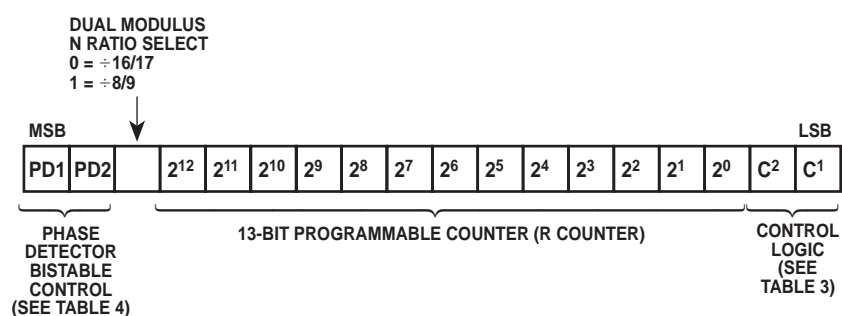 DUAL MODULUS
N RATIO SELECT
0 = ÷16/17
1 = ÷8/9
MSB
LSB
PD1 PD2 2¹² 2¹¹ 2¹⁰ 2⁹ 2⁸ 2⁷ 2⁶ 2⁵ 2⁴ 2³ 2² 2¹ 2⁰ C² C¹
PHASE
DETECTOR
BISTABLE
CONTROL
(SEE TABLE 4)
13-BIT PROGRAMMABLE COUNTER (R COUNTER)
CONTROL
LOGIC
(SEE
TABLE 3)